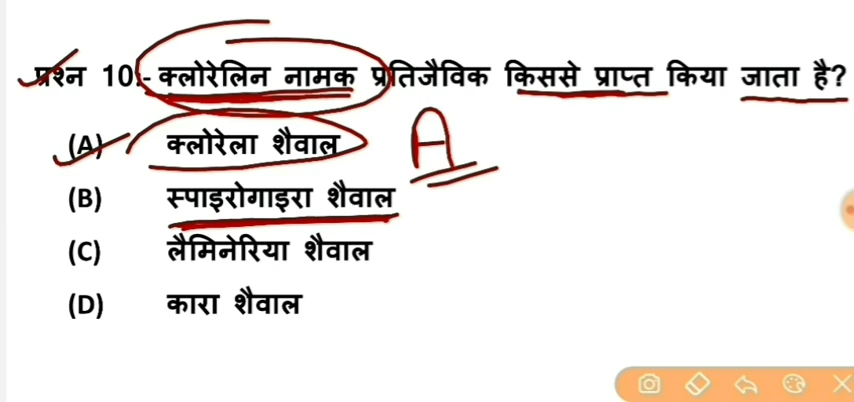 प्रश्न 10.- क्लोरेलिन नामक प्रतिजैविक किससे प्राप्त किया जाता है?
(A) क्लोरेला शैवाल A
(B) स्पाइरोगाइरा शैवाल
(C) लैमिनेरिया शैवाल
(D) कारा शैवाल